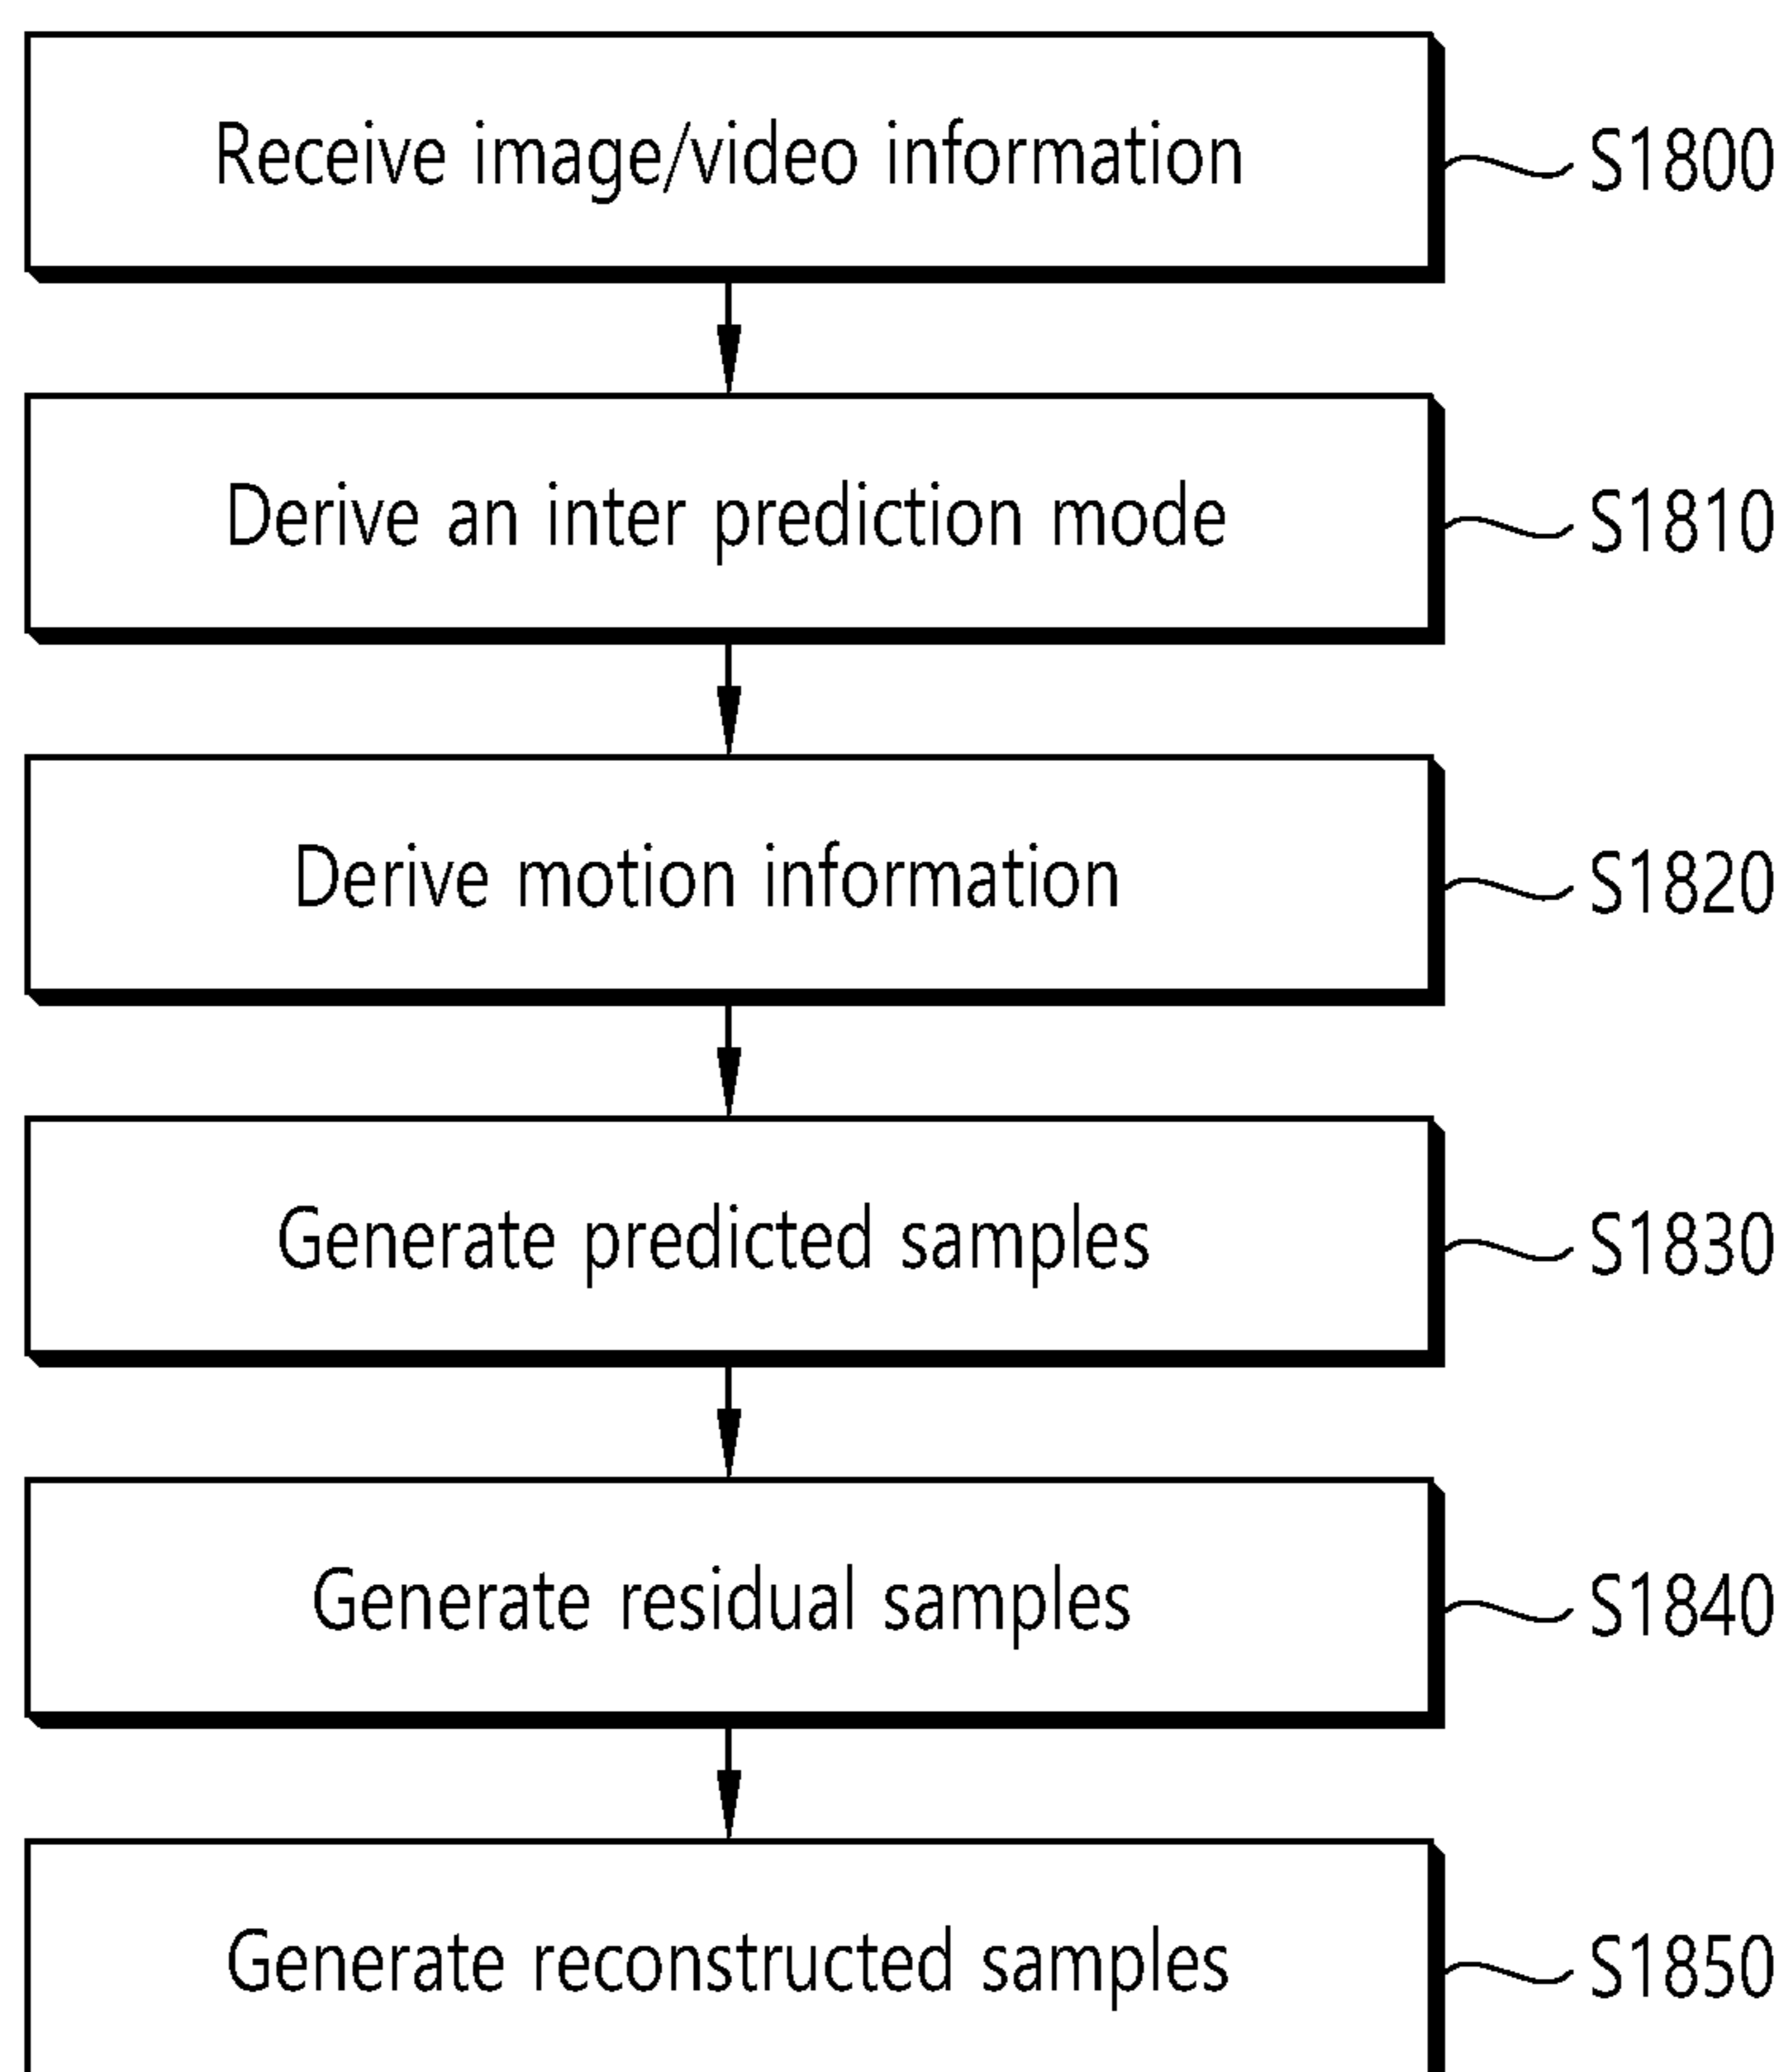 Receive image/video information
S1800
Derive an inter prediction mode
S1810
Derive motion information
S1820
Generate predicted samples
S1830
Generate residual samples
S1840
Generate reconstructed samples
S1850